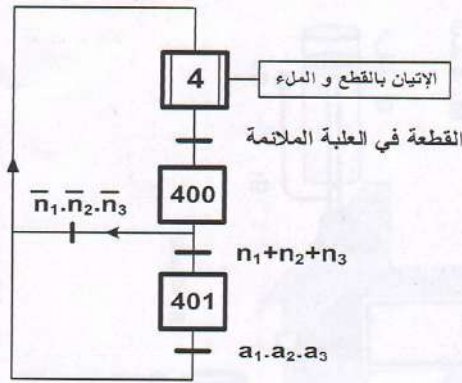 4
الإتيان بالقطع و الملء
القطعة في العلبة الملائمة
400
n̅₁.n̅₂.n̅₃
n₁+n₂+n₃
401
a₁.a₂.a₃